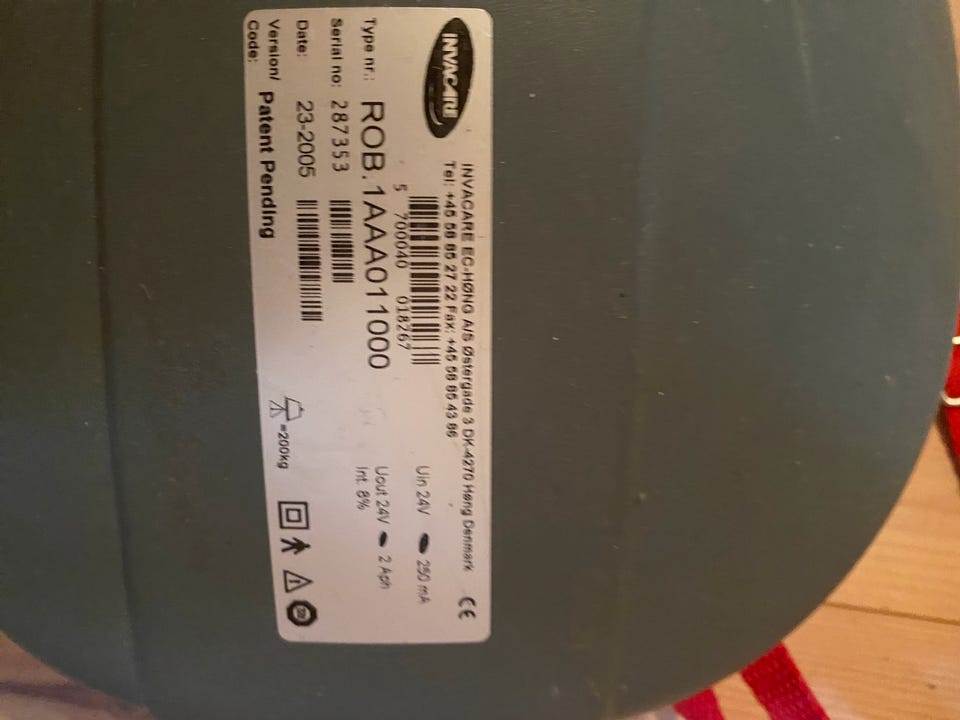 INVACARE
INVACARE EC-HØNG A/S Østergade 3 DK-4270 Høng Denmark
Tel: +45 58 85 27 22 Fax: +45 58 85 43 86
CE
5 700040 018267
Uin 24V 250 mA
Type nr.: ROB.1AAA011000
Uout 24V 2 Aph
Int. 8%
Serial no: 287353
Date: 23-2005
=200kg
Version/
Code: Patent Pending